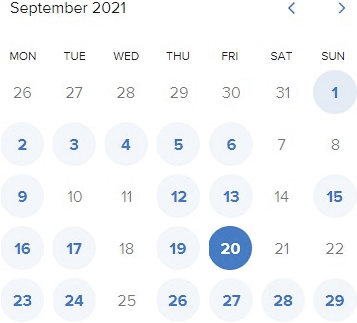 September 2021
MON TUE WED THU FRI SAT SUN
26 27 28 29 30 31 1
2 3 4 5 6 7 8
9 10 11 12 13 14 15
16 17 18 19 20 21 22
23 24 25 26 27 28 29